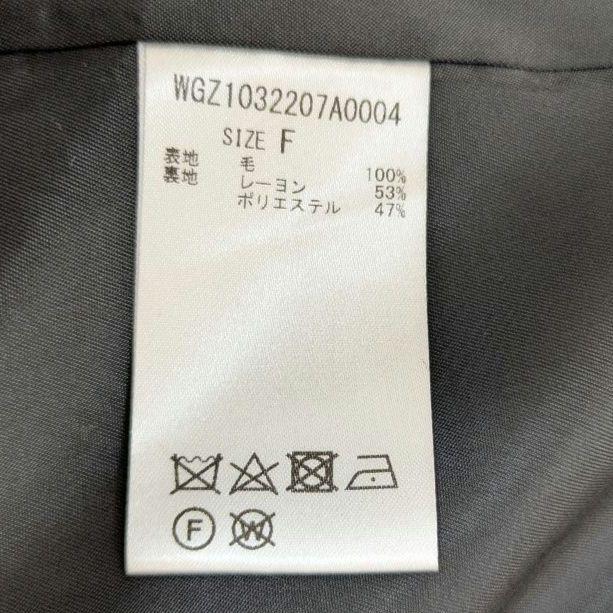 WGZ1032207A0004
SIZE F
表地 毛 100%
裏地 レーヨン 53%
ポリエステル 47%
F W